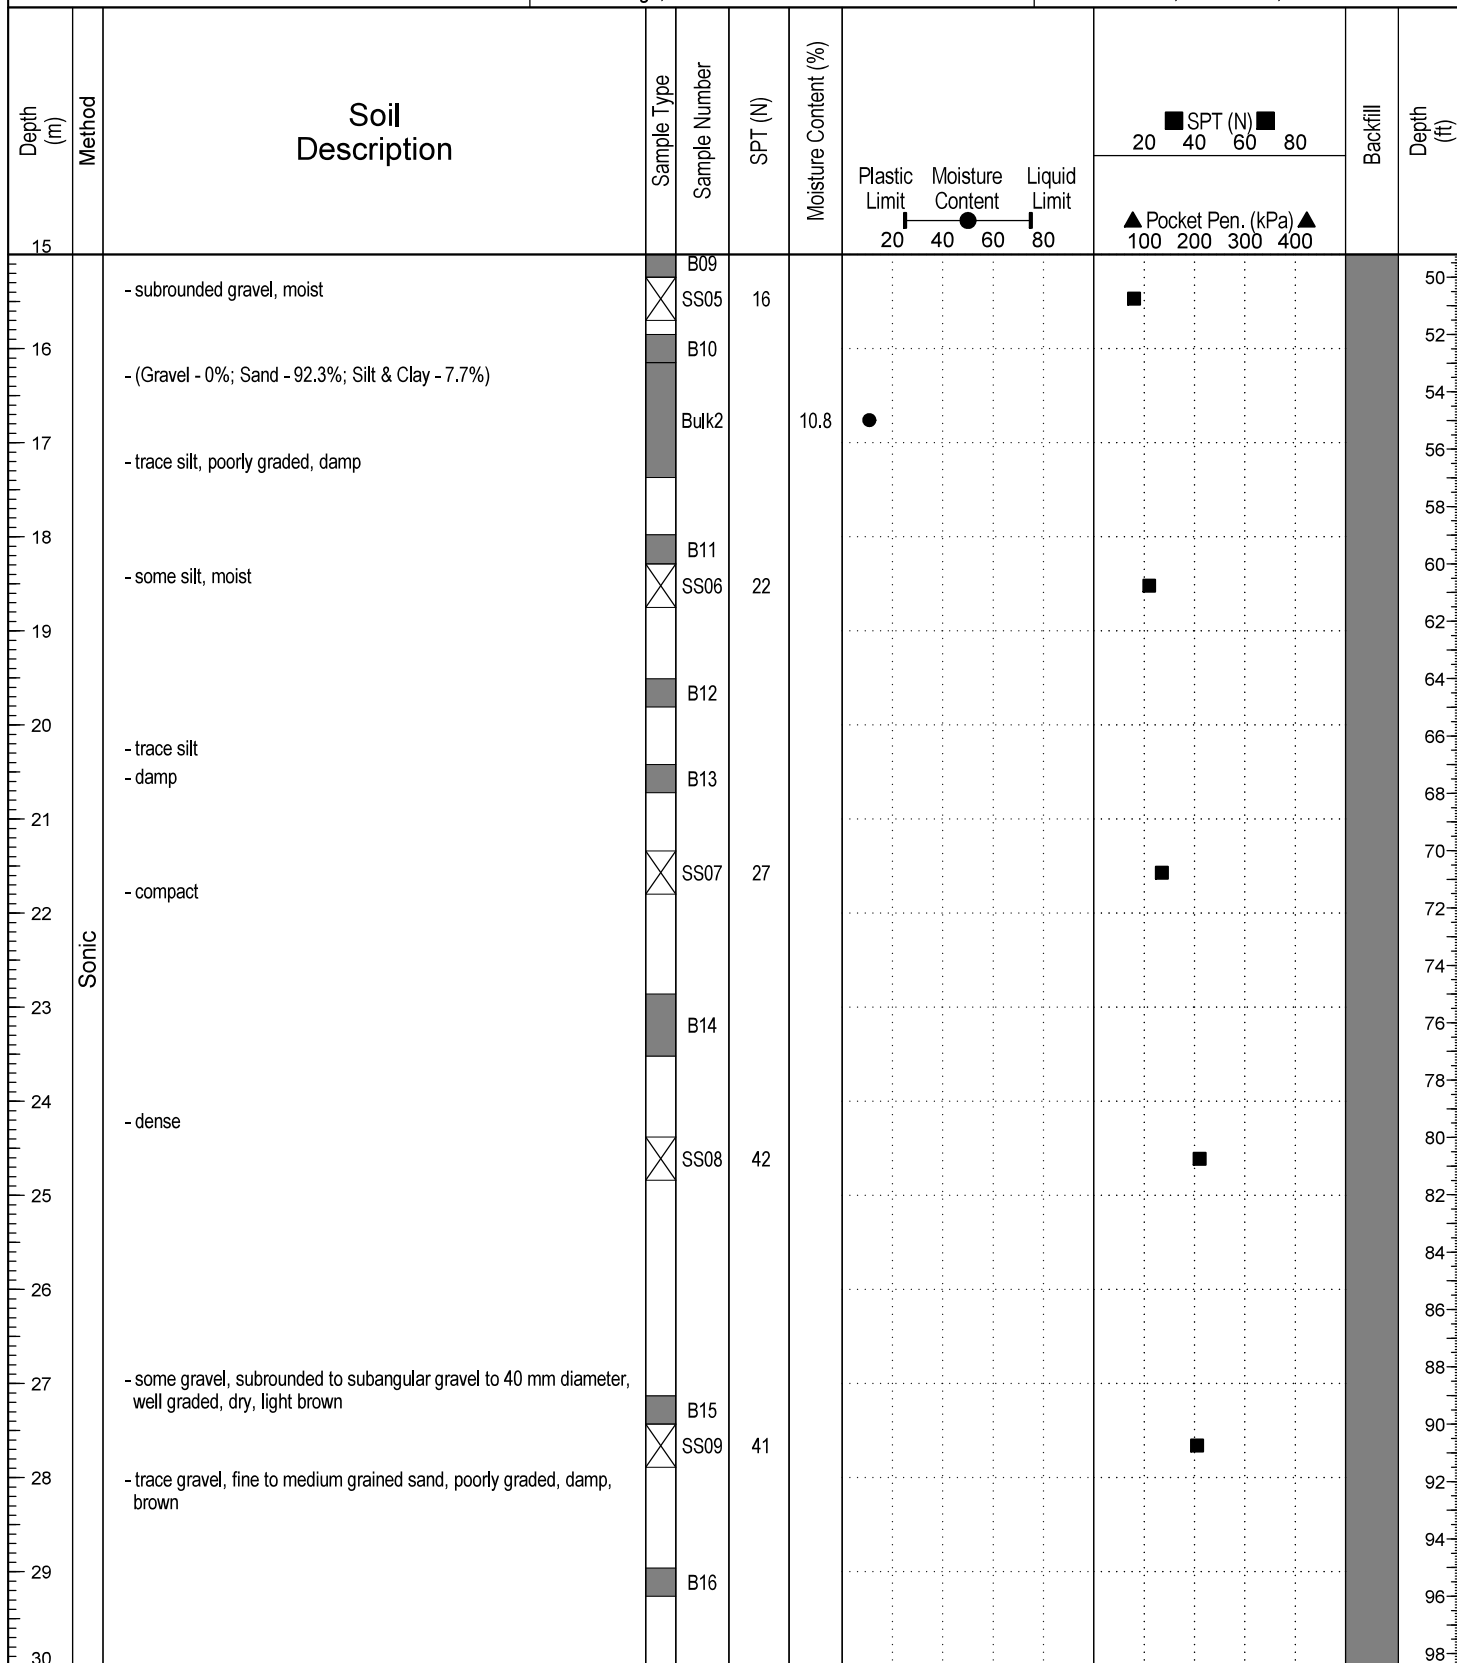 Depth
(m)
Method
Soil
Description
Sample Type
Sample Number
SPT (N)
Moisture Content (%)
Plastic Moisture Liquid
Limit Content Limit
20 40 60 80
SPT (N)
20 40 60 80
Pocket Pen. (kPa)
100 200 300 400
Backfill
Depth
(ft)
15
B09
50
- subrounded gravel, moist
SS05 16
52
16
B10
- (Gravel - 0%; Sand - 92.3%; Silt & Clay - 7.7%)
54
Bulk2 10.8
17
56
- trace silt, poorly graded, damp
58
18
B11
60
- some silt, moist
SS06 22
62
19
64
B12
20
66
- trace silt
- damp
B13
68
21
70
SS07 27
- compact
72
22
Sonic
74
23
76
B14
78
24
- dense
80
SS08 42
25
82
84
26
86
88
27
- some gravel, subrounded to subangular gravel to 40 mm diameter,
well graded, dry, light brown
B15
90
SS09 41
28
92
- trace gravel, fine to medium grained sand, poorly graded, damp,
brown
94
29
B16
96
30
98